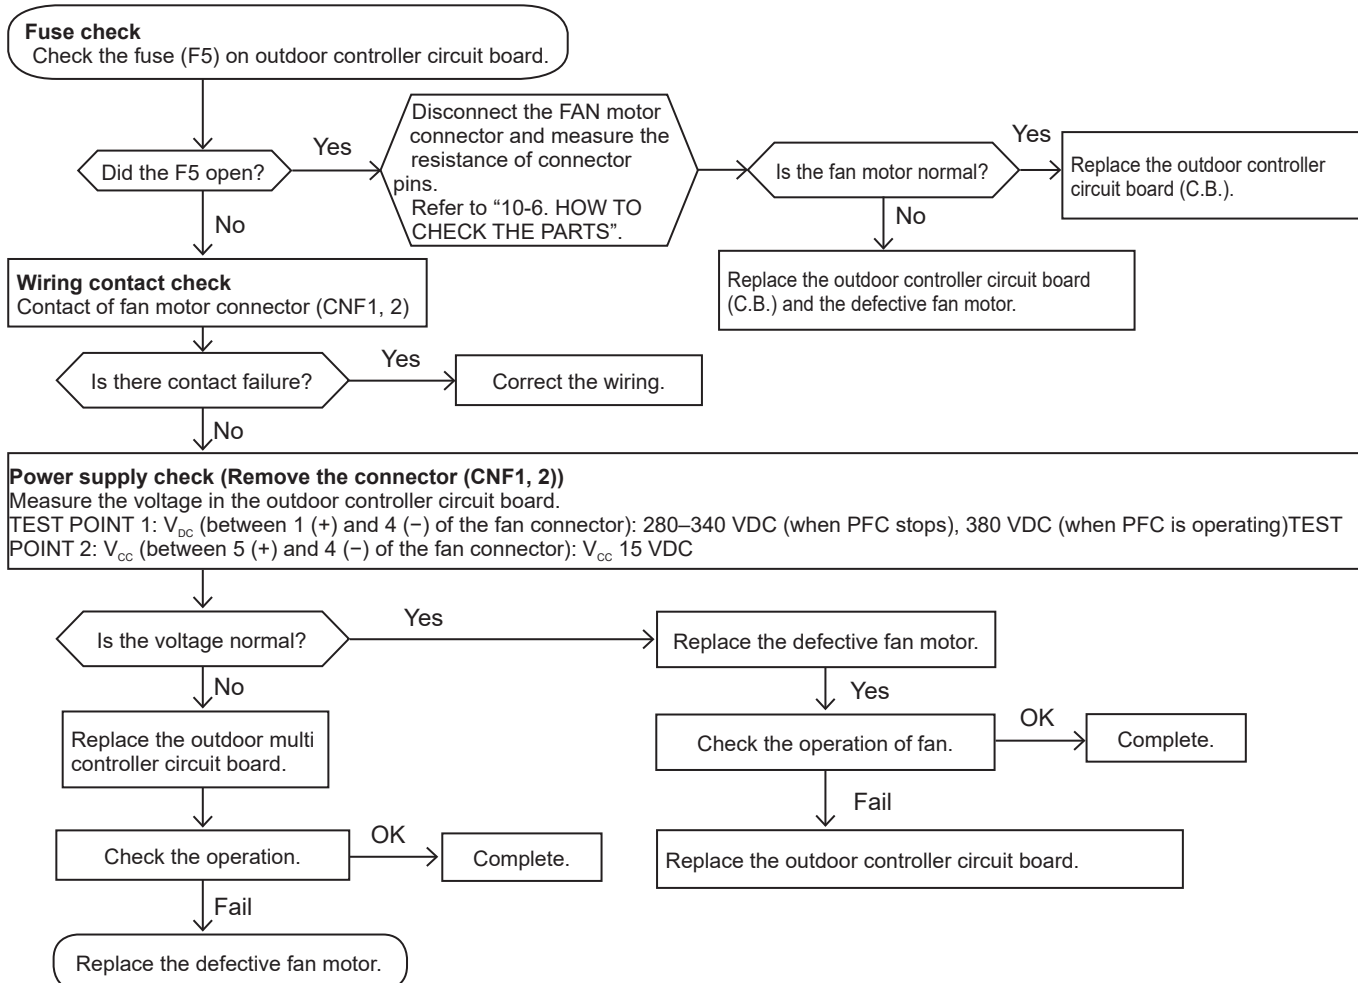 Fuse check
Check the fuse (F5) on outdoor controller circuit board.
Did the F5 open?
Yes
Disconnect the FAN motor
connector and measure the
resistance of connector
pins.
Refer to “10-6. HOW TO
CHECK THE PARTS”.
Is the fan motor normal?
Yes
Replace the outdoor controller
circuit board (C.B.).
No
Replace the outdoor controller circuit board
(C.B.) and the defective fan motor.
No
Wiring contact check
Contact of fan motor connector (CNF1, 2)
Is there contact failure?
Yes
Correct the wiring.
No
Power supply check (Remove the connector (CNF1, 2))
Measure the voltage in the outdoor controller circuit board.
TEST POINT 1: VDC (between 1 (+) and 4 (−) of the fan connector): 280–340 VDC (when PFC stops), 380 VDC (when PFC is operating)TEST
POINT 2: VCC (between 5 (+) and 4 (−) of the fan connector): VCC 15 VDC
Is the voltage normal?
Yes
Replace the defective fan motor.
Yes
Check the operation of fan.
OK
Complete.
Fail
Replace the outdoor controller circuit board.
No
Replace the outdoor multi
controller circuit board.
Check the operation.
OK
Complete.
Fail
Replace the defective fan motor.